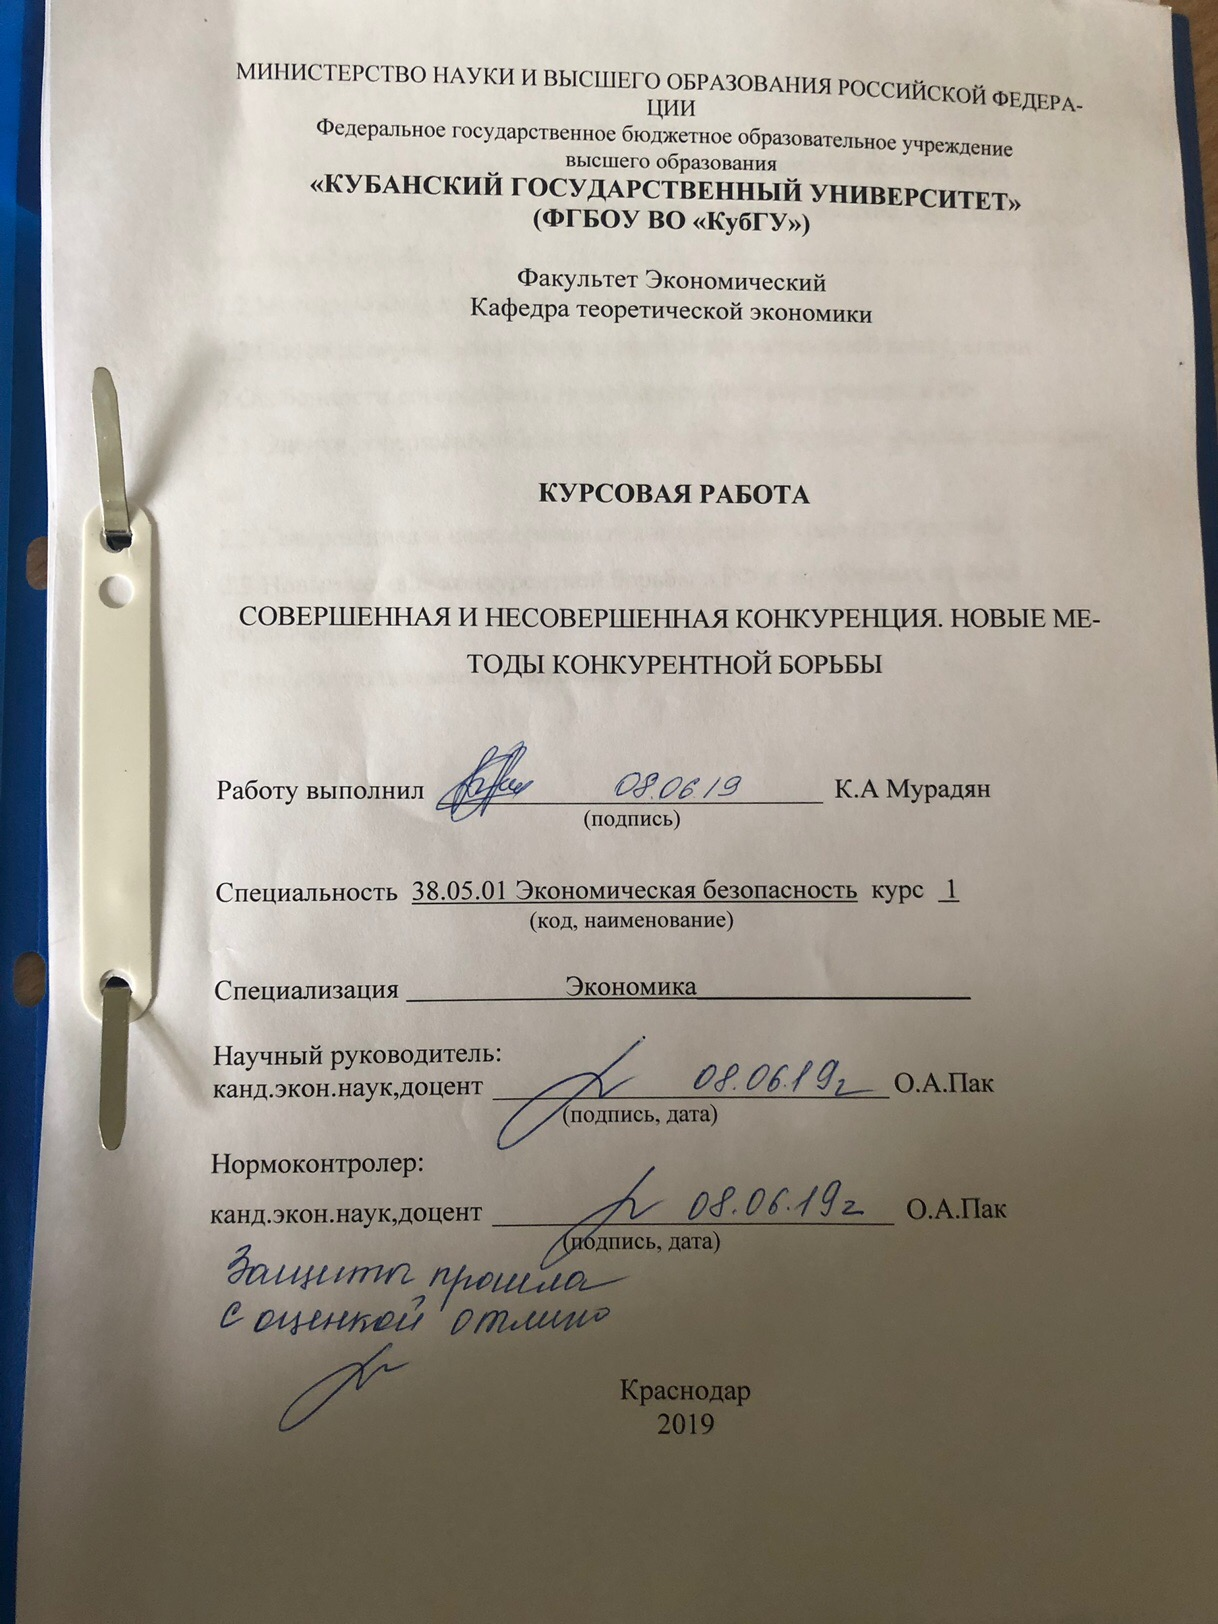 МИНИСТЕРСТВО НАУКИ И ВЫСШЕГО ОБРАЗОВАНИЯ РОССИЙСКОЙ ФЕДЕРА-
ЦИИ
Федеральное государственное бюджетное образовательное учреждение
высшего образования
«КУБАНСКИЙ ГОСУДАРСТВЕННЫЙ УНИВЕРСИТЕТ»
(ФГБОУ ВО «КубГУ»)
Факультет Экономический
Кафедра теоретической экономики
КУРСОВАЯ РАБОТА
СОВЕРШЕННАЯ И НЕСОВЕРШЕННАЯ КОНКУРЕНЦИЯ. НОВЫЕ МЕ-
ТОДЫ КОНКУРЕНТНОЙ БОРЬБЫ
Работу выполнил 08.06.19 К.А Мурадян
(подпись)
Специальность 38.05.01 Экономическая безопасность курс 1
(код, наименование)
Специализация Экономика
Научный руководитель:
канд.экон.наук,доцент 08.06.19г О.А.Пак
(подпись, дата)
Нормоконтролер:
канд.экон.наук,доцент 08.06.19г О.А.Пак
(подпись, дата)
Защита прошла
с оценкой отлично
Краснодар
2019